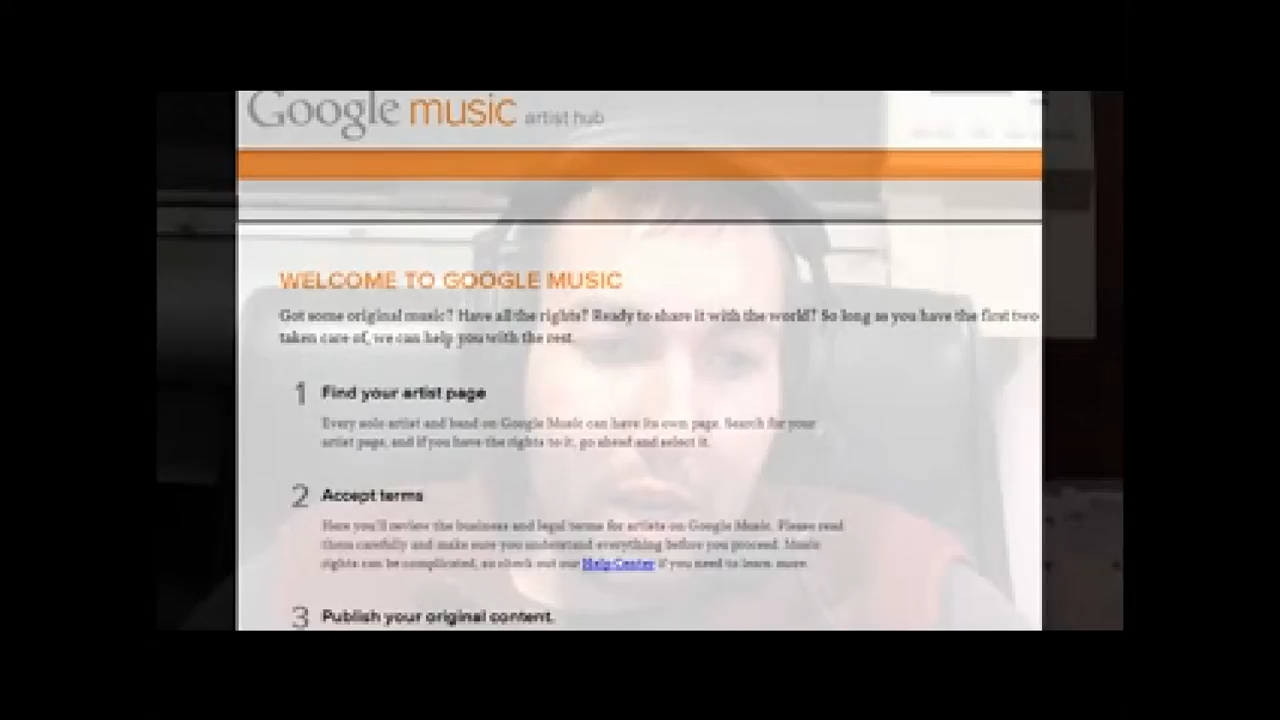 Google music artist hub
WELCOME TO GOOGLE MUSIC
Got some original music? Have all the rights? Ready to share it with the world? So long as you have the first two
taken care of, we can help you with the rest.
1 Find your artist page
Every solo artist and band on Google Music can have its own page. Search for your
artist page, and if you have the rights to it, go ahead and select it.
2 Accept terms
Here you'll review the business and legal terms for artists on Google Music. Please read
them carefully and make sure you understand everything before you proceed. Music
rights can be complicated, so check out our Help Center if you need to learn more.
3 Publish your original content.